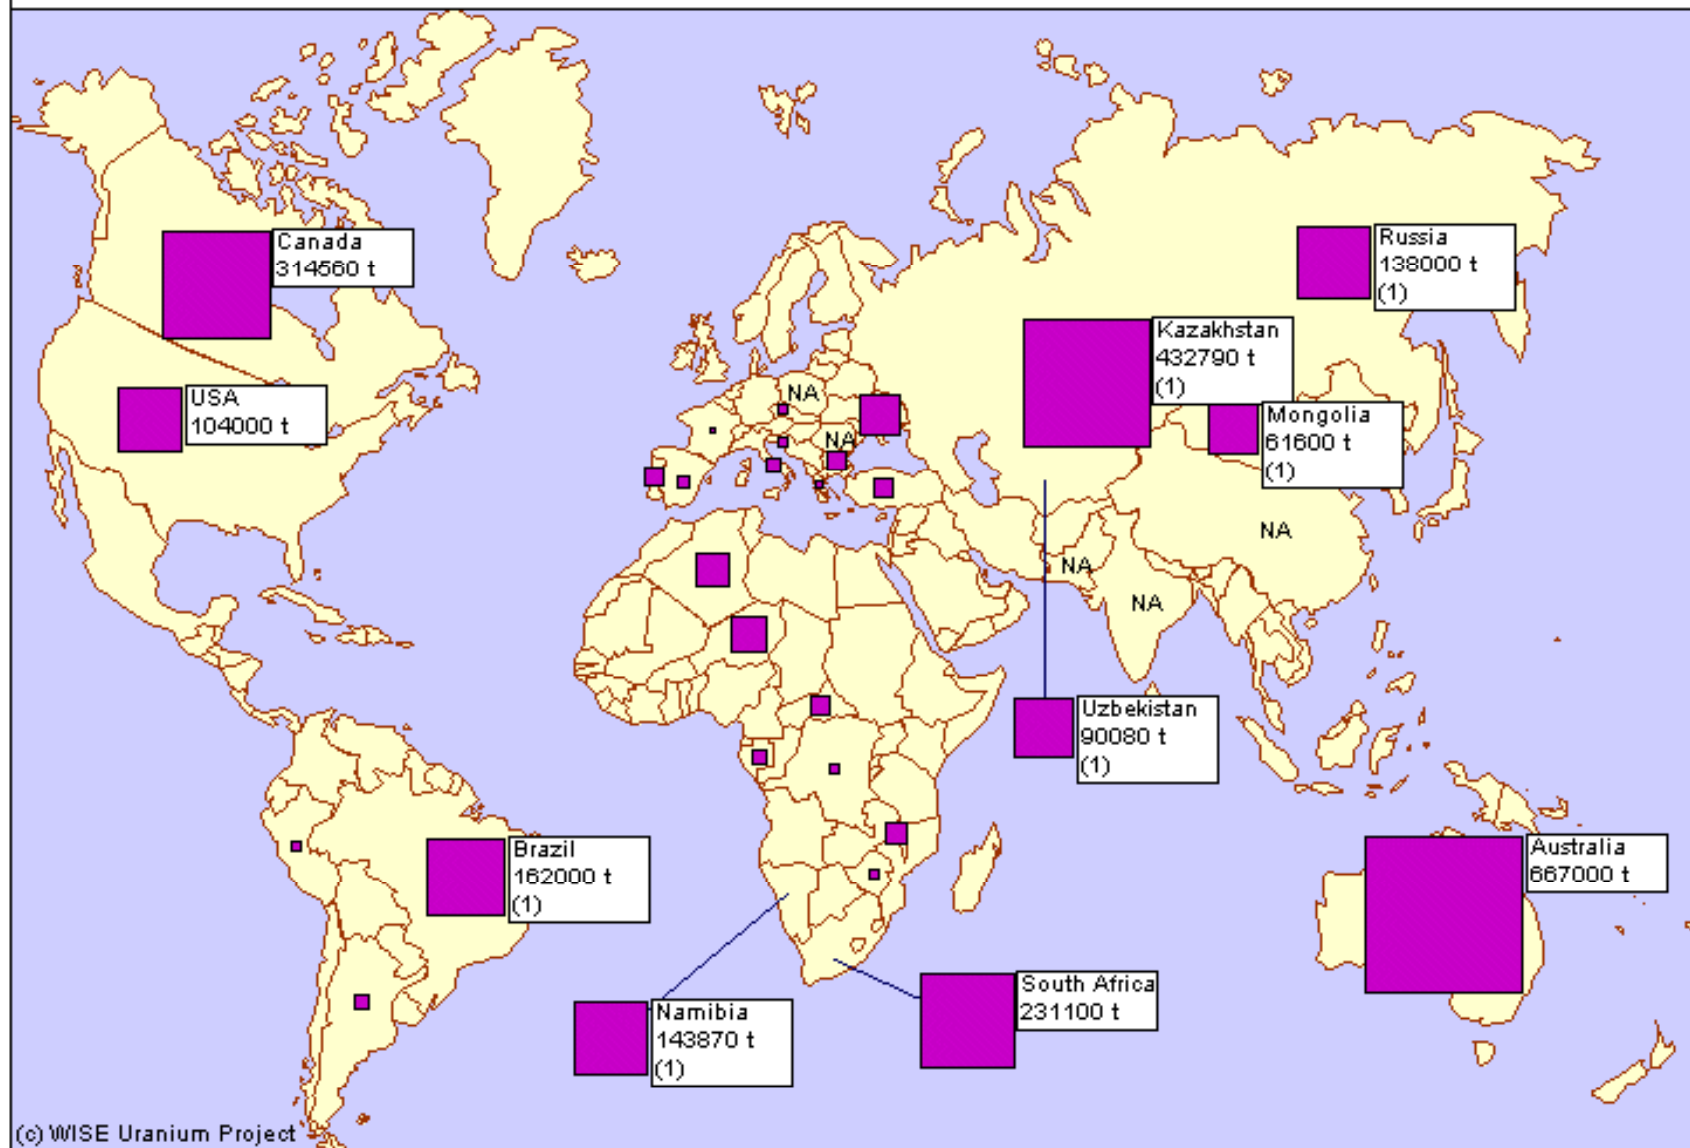 Canada
314560 t
Russia
138000 t
(1)
Kazakhstan
432790 t
(1)
USA
104000 t
NA
Mongolia
61600 t
(1)
NA
NA
NA
NA
Uzbekistan
90080 t
(1)
Brazil
162000 t
(1)
Australia
667000 t
South Africa
231100 t
Namibia
143870 t
(1)
(c) WISE Uranium Project